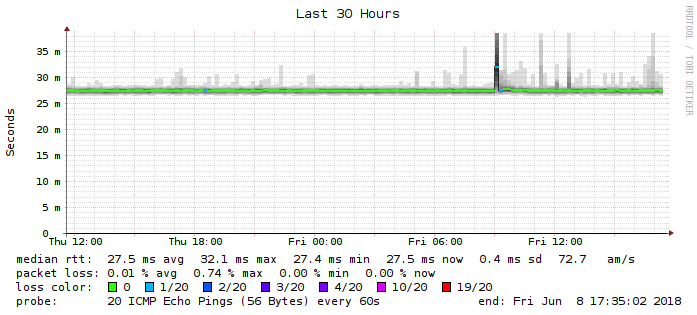 Last 30 Hours
RRDTOOL / TOBI OETIKER
Seconds
35 m
30 m
25 m
20 m
15 m
10 m
5 m
0
Thu 12:00 Thu 18:00 Fri 00:00 Fri 06:00 Fri 12:00
median rtt: 27.5 ms avg 32.1 ms max 27.4 ms min 27.5 ms now 0.4 ms sd 72.7 am/s
packet loss: 0.01 % avg 0.74 % max 0.00 % min 0.00 % now
loss color: 0 1/20 2/20 3/20 4/20 10/20 19/20
probe: 20 ICMP Echo Pings (56 Bytes) every 60s end: Fri Jun 8 17:35:02 2018